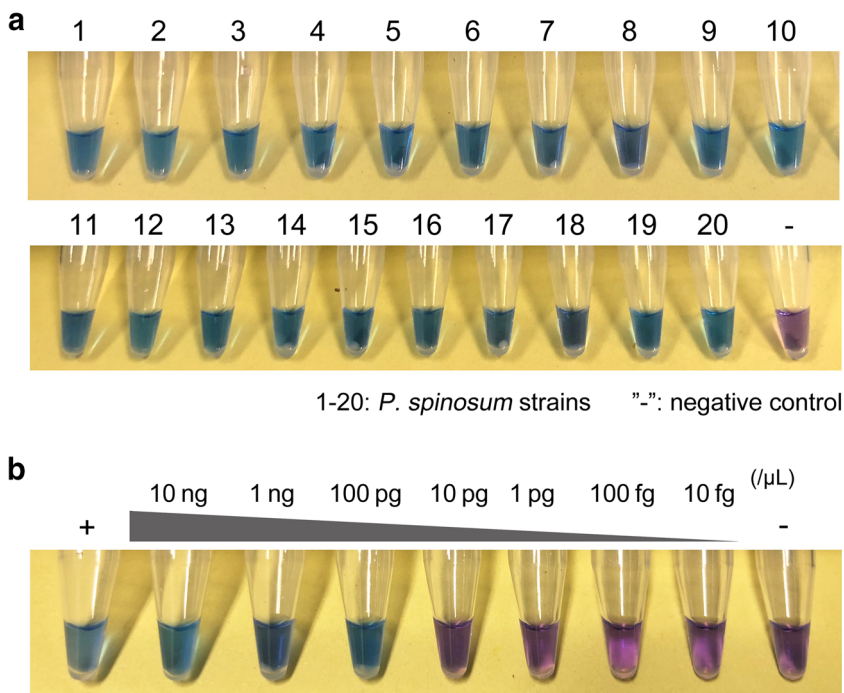 a
1 2 3 4 5 6 7 8 9 10
11 12 13 14 15 16 17 18 19 20 -
1-20: P. spinosum strains ”-”: negative control
b
10 ng 1 ng 100 pg 10 pg 1 pg 100 fg 10 fg (/µL)
+ -